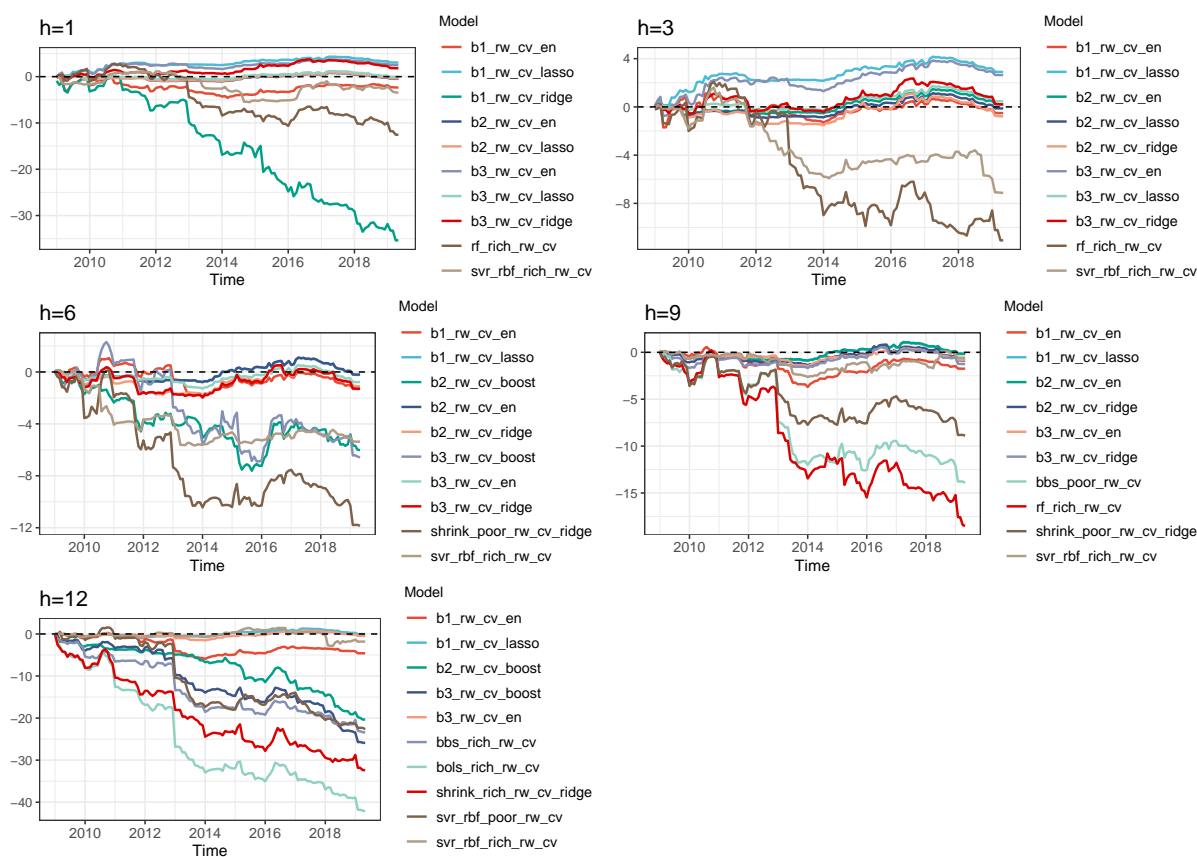 h=1
Model
b1_rw_cv_en
b1_rw_cv_lasso
b1_rw_cv_ridge
b2_rw_cv_en
b2_rw_cv_lasso
b3_rw_cv_en
b3_rw_cv_lasso
b3_rw_cv_ridge
rf_rich_rw_cv
svr_rbf_rich_rw_cv
0
−10
−20
−30
2010 2012 2014 2016 2018
Time
h=3
Model
b1_rw_cv_en
b1_rw_cv_lasso
b2_rw_cv_en
b2_rw_cv_lasso
b2_rw_cv_ridge
b3_rw_cv_en
b3_rw_cv_lasso
b3_rw_cv_ridge
rf_rich_rw_cv
svr_rbf_rich_rw_cv
4
0
−4
−8
2010 2012 2014 2016 2018
Time
h=6
Model
b1_rw_cv_en
b1_rw_cv_lasso
b2_rw_cv_boost
b2_rw_cv_en
b2_rw_cv_ridge
b3_rw_cv_boost
b3_rw_cv_en
b3_rw_cv_ridge
shrink_poor_rw_cv_ridge
svr_rbf_rich_rw_cv
0
−4
−8
−12
2010 2012 2014 2016 2018
Time
h=9
Model
b1_rw_cv_en
b1_rw_cv_lasso
b2_rw_cv_en
b2_rw_cv_ridge
b3_rw_cv_en
b3_rw_cv_ridge
bbs_poor_rw_cv
rf_rich_rw_cv
shrink_poor_rw_cv_ridge
svr_rbf_rich_rw_cv
0
−5
−10
−15
2010 2012 2014 2016 2018
Time
h=12
Model
b1_rw_cv_en
b1_rw_cv_lasso
b2_rw_cv_boost
b3_rw_cv_boost
b3_rw_cv_en
bbs_rich_rw_cv
bols_rich_rw_cv
shrink_rich_rw_cv_ridge
svr_rbf_poor_rw_cv
svr_rbf_rich_rw_cv
0
−10
−20
−30
−40
2010 2012 2014 2016 2018
Time